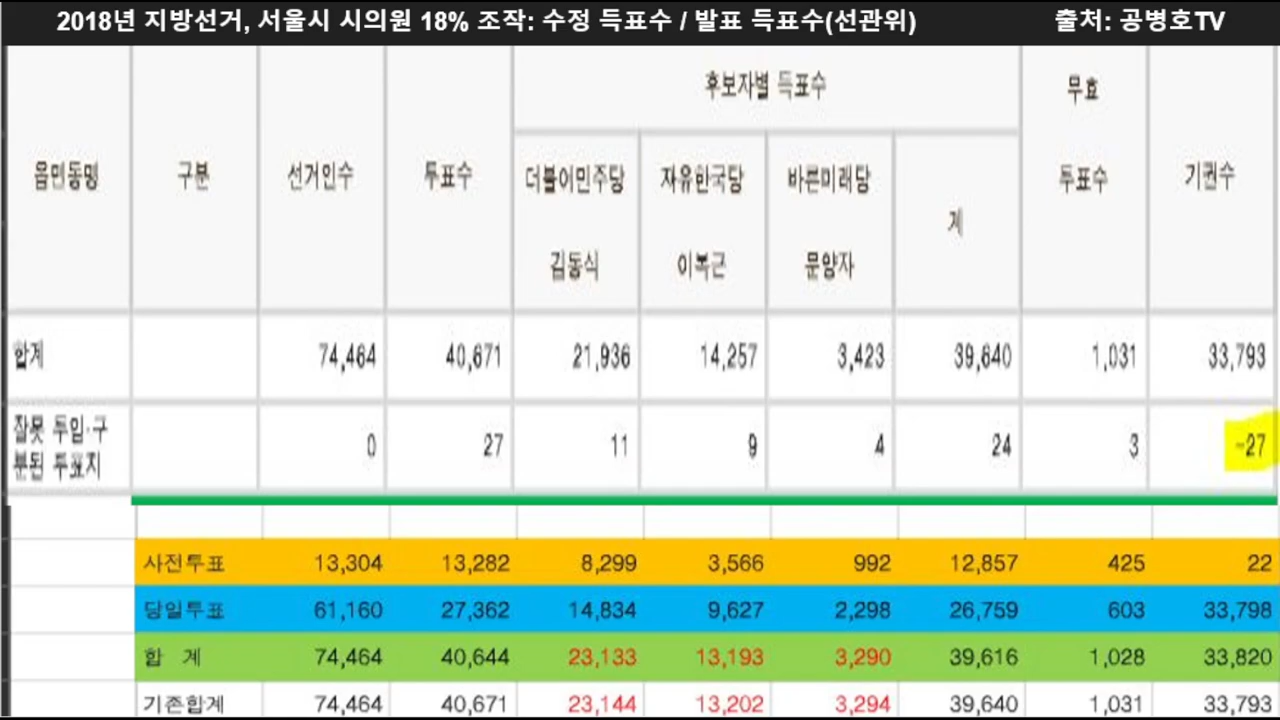 2018년 지방선거, 서울시 시의원 18% 조작: 수정 득표수 / 발표 득표수(선관위) 출처: 공병호TV
읍면동명 구분 선거인수 투표수 후보자별 득표수 무효 투표수 기권수
더불어민주당 김동식 자유한국당 이복근 바른미래당 문양자 계
합계 74,464 40,671 21,936 14,257 3,423 39,640 1,031 33,793
잘못 투입·구분된 투표지 0 27 11 9 4 24 3 -27
사전투표 13,304 13,282 8,299 3,566 992 12,857 425 22
당일투표 61,160 27,362 14,834 9,627 2,298 26,759 603 33,798
합 계 74,464 40,644 23,133 13,193 3,290 39,616 1,028 33,820
기존합계 74,464 40,671 23,144 13,202 3,294 39,640 1,031 33,793